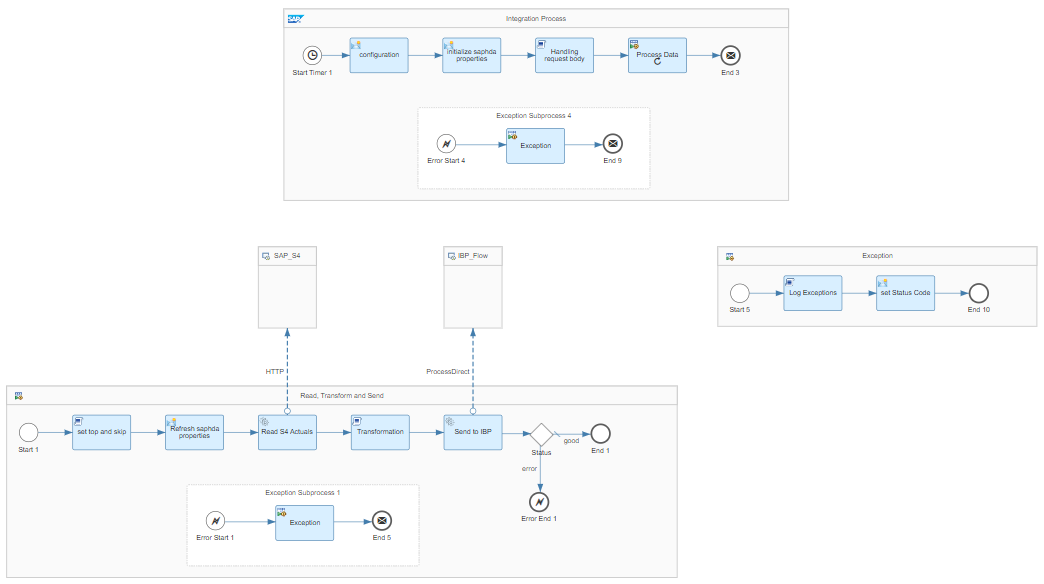 SAP
Integration Process
configuration
Initialize saphda
properties
Handling
request body
Process Data
Start Timer 1
End 3
Exception Subprocess 4
Exception
Error Start 4
End 9
SAP_S4
IBP_Flow
Exception
Log Exceptions
set Status Code
Start 5
End 10
HTTP
ProcessDirect
Read, Transform and Send
set top and skip
Refresh saphda
properties
Read S4 Actuals
Transformation
Send to IBP
good
Start 1
Status
End 1
error
Exception Subprocess 1
Exception
Error Start 1
End 5
Error End 1